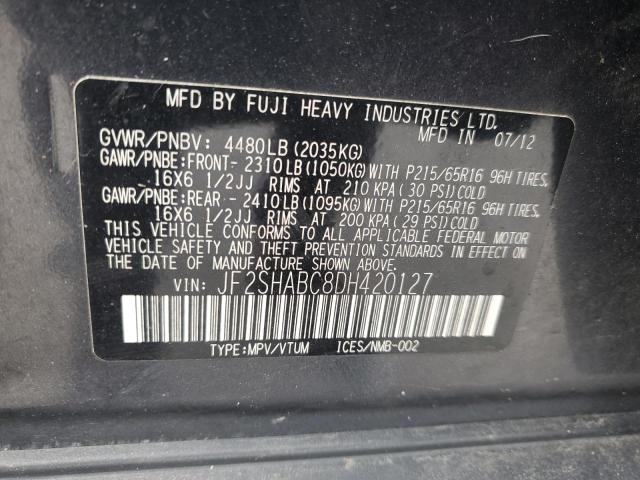 MFD BY FUJI HEAVY INDUSTRIES LTD.
MFD IN 07/12
GVWR/PNBV: 4480LB(2035KG)
GAWR/PNBE:FRONT-2310LB(1050KG)WITH P215/65R16 96H TIRES,
16X6 1/2JJ RIMS AT 210 KPA(30 PSI)COLD
GAWR/PNBE:REAR -2410LB(1095KG)WITH P215/65R16 96H TIRES,
16X6 1/2JJ RIMS AT 200 KPA(29 PSI)COLD
THIS VEHICLE CONFORMS TO ALL APPLICABLE FEDERAL MOTOR
VEHICLE SAFETY AND THEFT PREVENTION STANDARDS IN EFFECT ON
THE DATE OF MANUFACTURE SHOWN ABOVE.
VIN: JF2SHABC8DH420127
TYPE:MPV/VTUM ICES/NMB-002